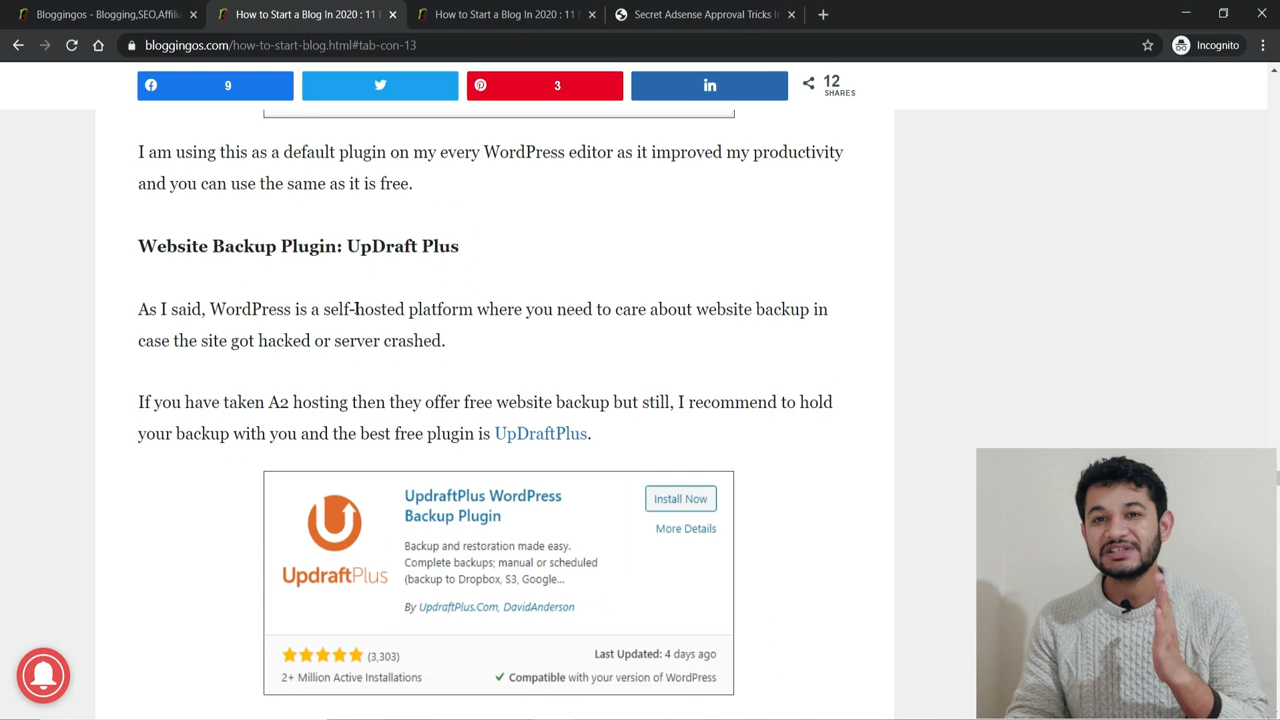 Bloggingos - Blogging,SEO,Affilia
How to Start a Blog In 2020 : 11 F
How to Start a Blog In 2020 : 11 F
Secret Adsense Approval Tricks I
bloggingos.com/how-to-start-blog.html#tab-con-13
Incognito
9
3
12
SHARES
I am using this as a default plugin on my every WordPress editor as it improved my productivity
and you can use the same as it is free.
Website Backup Plugin: UpDraft Plus
As I said, WordPress is a self-hosted platform where you need to care about website backup in
case the site got hacked or server crashed.
If you have taken A2 hosting then they offer free website backup but still, I recommend to hold
your backup with you and the best free plugin is UpDraftPlus.
UpdraftPlus
UpdraftPlus WordPress
Backup Plugin
Install Now
More Details
Backup and restoration made easy.
Complete backups; manual or scheduled
(backup to Dropbox, S3, Google...
By UpdraftPlus.Com, DavidAnderson
(3,303)
2+ Million Active Installations
Last Updated: 4 days ago
Compatible with your version of WordPress